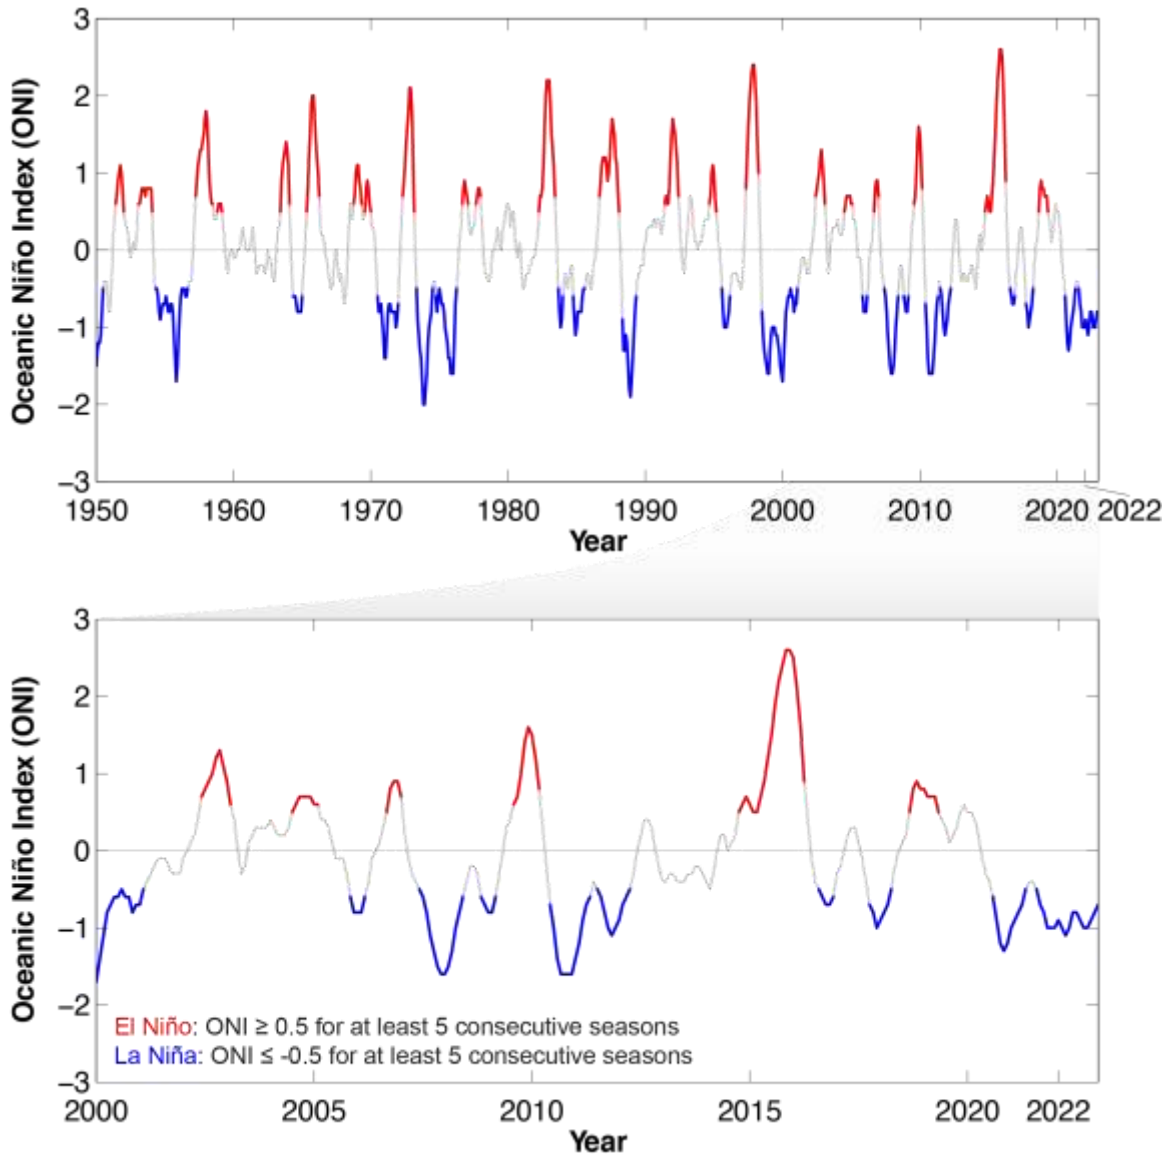 3
2
1
0
−1
−2
−3
Oceanic Niño Index (ONI)
1950 1960 1970 1980 1990 2000 2010 2020 2022
Year
3
2
1
0
−1
−2
−3
Oceanic Niño Index (ONI)
El Niño: ONI ≥ 0.5 for at least 5 consecutive seasons
La Niña: ONI ≤ -0.5 for at least 5 consecutive seasons
2000 2005 2010 2015 2020 2022
Year